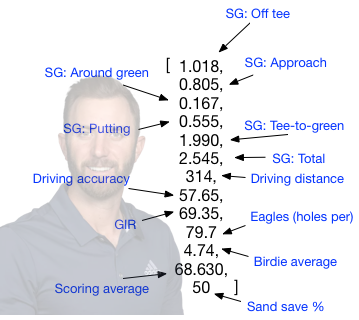 SG: Off tee
[ 1.018,
SG: Approach
SG: Around green
0.805,
0.167,
SG: Putting
0.555,
SG: Tee-to-green
1.990,
2.545,
SG: Total
Driving accuracy
314,
Driving distance
57.65,
GIR
69.35,
Eagles (holes per)
79.7
4.74,
Birdie average
68.630,
Scoring average
50 ]
Sand save %